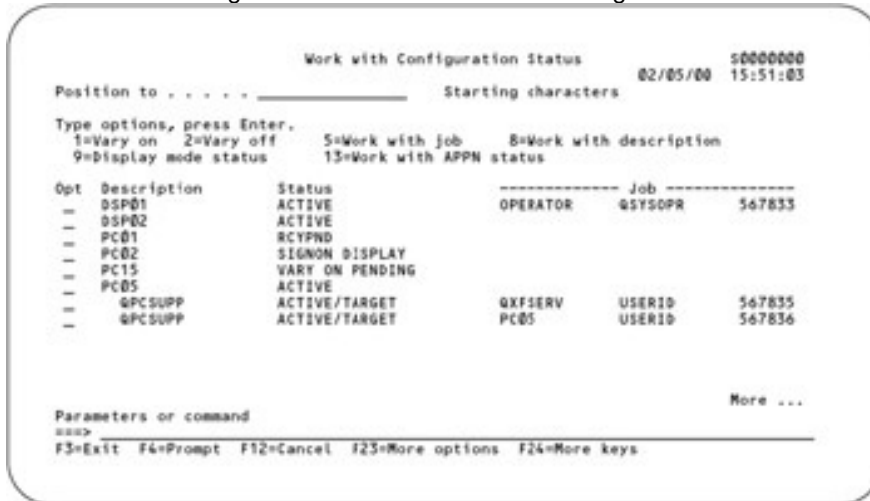 Work with Configuration Status S0000000
02/05/00 15:51:03
Position to . . . . . Starting characters
Type options, press Enter.
1=Vary on 2=Vary off 5=Work with job 8=Work with description
9=Display mode status 13=Work with APPN status
Opt Description Status ------------- Job --------------
_ DSP01 ACTIVE OPERATOR QSYSOPR 567833
_ DSP02 ACTIVE
_ PC01 RCYPND
_ PC02 SIGNON DISPLAY
_ PC15 VARY ON PENDING
_ PC05 ACTIVE
_ QPCSUPP ACTIVE/TARGET QXFSERV USERID 567835
_ QPCSUPP ACTIVE/TARGET PC05 USERID 567836
More ...
Parameters or command
===>
F3=Exit F4=Prompt F12=Cancel F23=More options F24=More keys